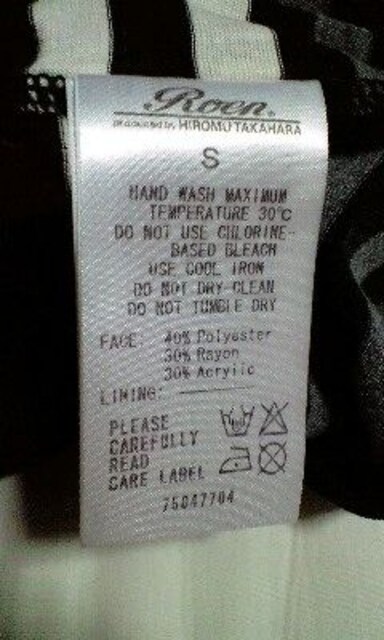 Roen.
produced by HIROMU TAKAHARA
S
HAND WASH MAXIMUM
TEMPERATURE 30°C
DO NOT USE CHLORINE-
BASED BLEACH
USE COOL IRON
DO NOT DRY CLEAN
DO NOT TUMBLE DRY
FACE: 40% Polyester
30% Rayon
30% Acrylic
LINING:
PLEASE
CAREFULLY
READ
CARE LABEL
75847704